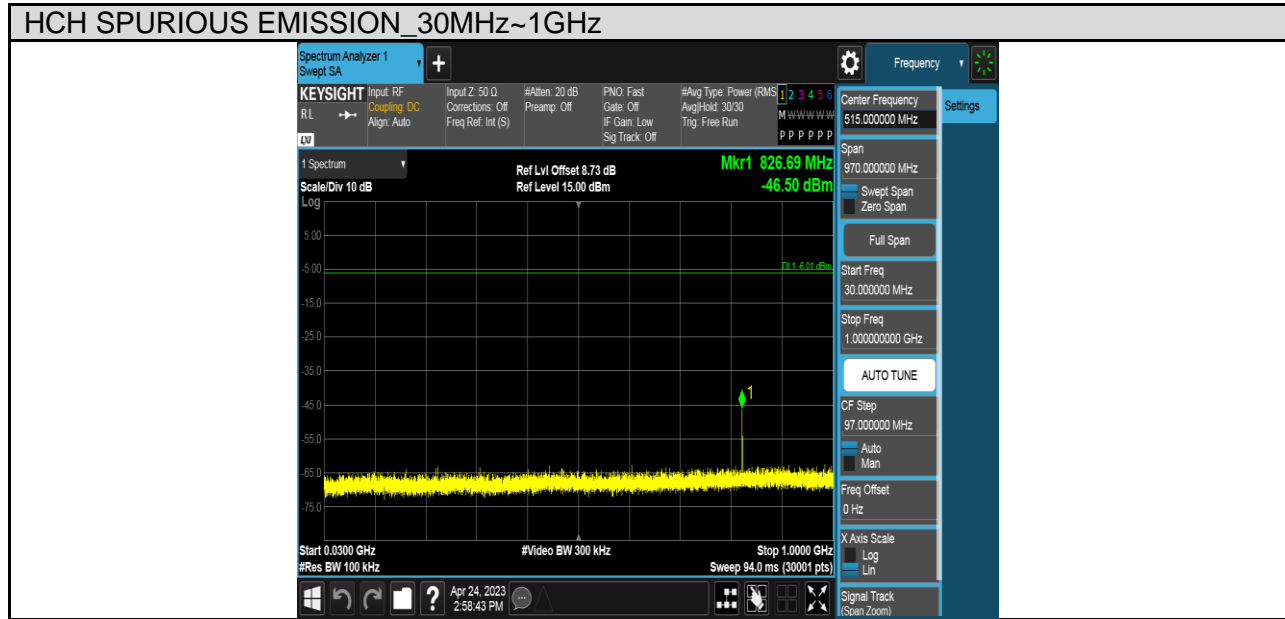 HCH SPURIOUS EMISSION_30MHz~1GHz
Spectrum Analyzer 1
Swept SA
+
Frequency
KEYSIGHT
RL
LXI
Input: RF
Coupling: DC
Align: Auto
Input Z: 50 Ω
Corrections: Off
Freq Ref: Int (S)
#Atten: 20 dB
Preamp: Off
PNO: Fast
Gate: Off
IF Gain: Low
Sig Track: Off
#Avg Type: Power (RMS
Avg|Hold: 30/30
Trig: Free Run
1 2 3 4 5 6
M W W W W W
P P P P P P
Center Frequency
515.000000 MHz
Settings
Span
970.000000 MHz
Swept Span
Zero Span
Full Span
Start Freq
30.000000 MHz
Stop Freq
1.000000000 GHz
AUTO TUNE
CF Step
97.000000 MHz
Auto
Man
Freq Offset
0 Hz
X Axis Scale
Log
Lin
Signal Track
(Span Zoom)
1 Spectrum
Scale/Div 10 dB
Log
Ref Lvl Offset 8.73 dB
Ref Level 15.00 dBm
Mkr1 826.69 MHz
-46.50 dBm
5.00
-5.00
DL1 -6.01 dBm
-15.0
-25.0
-35.0
1
-45.0
-55.0
-65.0
-75.0
Start 0.0300 GHz
#Res BW 100 kHz
#Video BW 300 kHz
Stop 1.0000 GHz
Sweep 94.0 ms (30001 pts)
?
Apr 24, 2023
2:58:43 PM